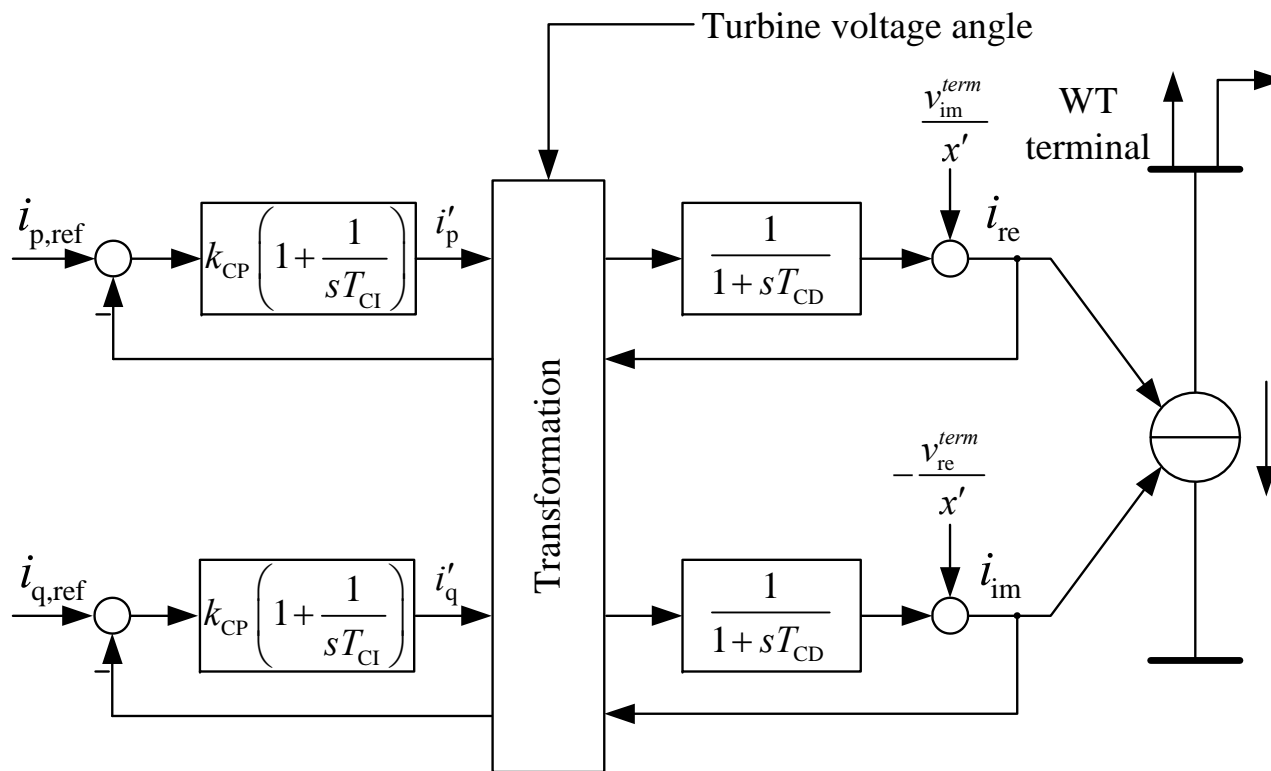 Turbine voltage angle
WT
terminal
v_im^term / x′
i_p,ref
k_CP(1 + 1/(sT_CI))
i′_p
1/(1 + sT_CD)
i_re
−
Transformation
−v_re^term / x′
i_q,ref
k_CP(1 + 1/(sT_CI))
i′_q
1/(1 + sT_CD)
i_im
−